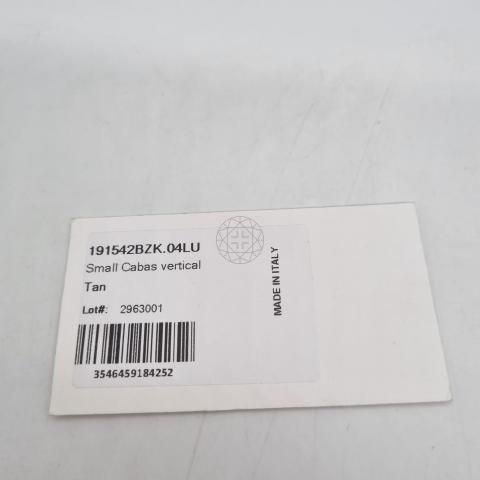 191542BZK.04LU
Small Cabas vertical
Tan
Lot#: 2963001
3546459184252
MADE IN ITALY